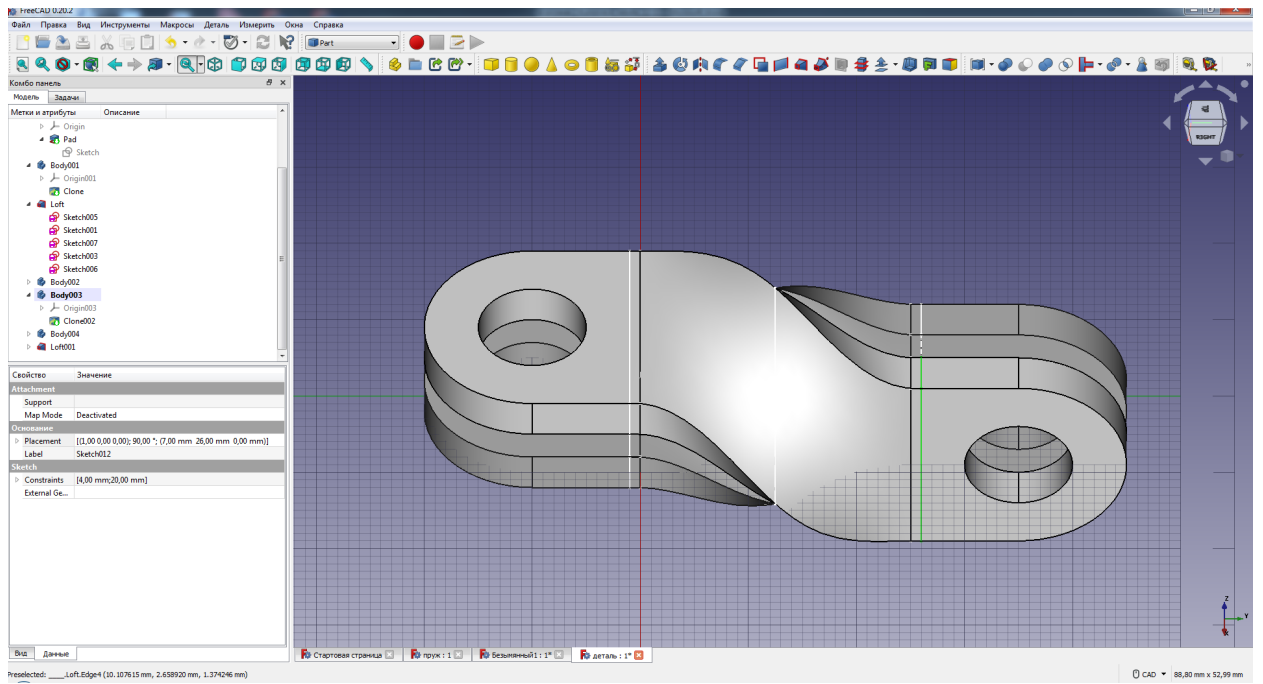 FreeCAD 0.20.2
Файл Правка Вид Инструменты Макросы Деталь Измерить Окна Справка
Part
Комбо панель
Модель Задачи
Метки и атрибуты Описание
Origin
Pad
Sketch
Body001
Origin001
Clone
Loft
Sketch005
Sketch001
Sketch007
Sketch003
Sketch006
Body002
Body003
Origin003
Clone002
Body004
Loft001
Свойство Значение
Attachment
Support
Map Mode Deactivated
Основание
Placement [(1,00 0,00 0,00); 90,00 °; (7,00 mm 26,00 mm 0,00 mm)]
Label Sketch012
Sketch
Constraints [4,00 mm;20,00 mm]
External Ge...
RIGHT
Z
Y
Вид Данные
Стартовая страница пруж : 1 Безымянный1 : 1* деталь : 1*
Preselected: ____.Loft.Edge4 (10.107615 mm, 2.658920 mm, 1.374246 mm)
CAD 88,80 mm x 52,99 mm